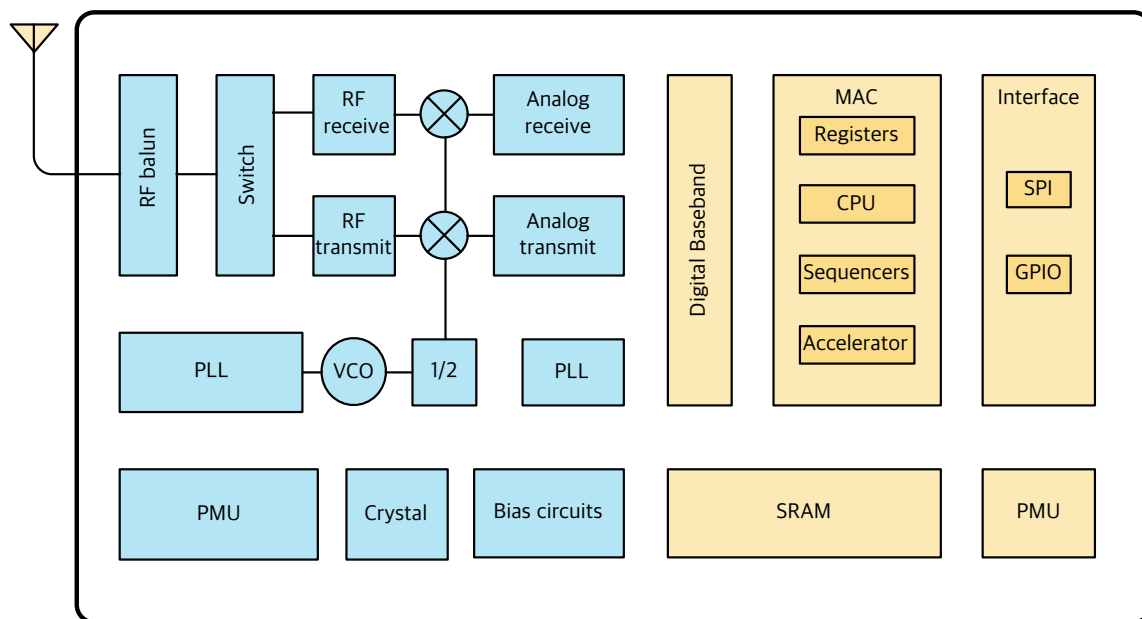 RF balun
Switch
RF
receive
Analog
receive
RF
transmit
Analog
transmit
PLL
VCO
1/2
PLL
PMU
Crystal
Bias circuits
Digital Baseband
MAC
Registers
CPU
Sequencers
Accelerator
Interface
SPI
GPIO
SRAM
PMU